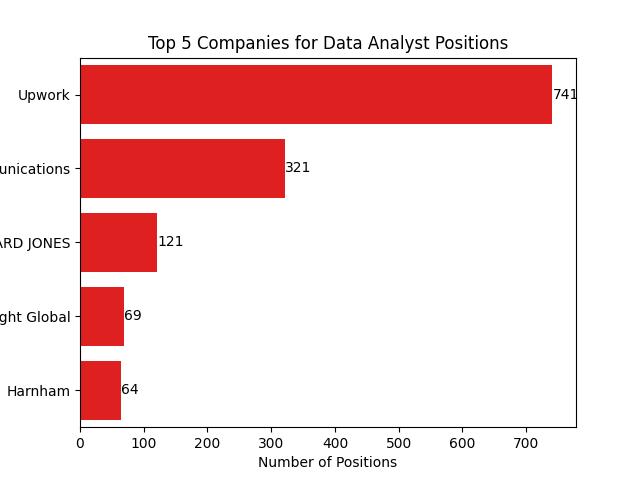 Top 5 Companies for Data Analyst Positions
Upwork
741
unications
321
ARD JONES
121
ght Global
69
Harnham
64
0 100 200 300 400 500 600 700
Number of Positions